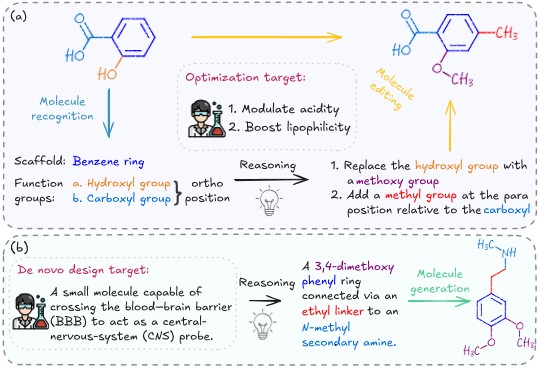 (a)
HO
O
HO
Optimization target:
1. Modulate acidity
2. Boost lipophilicity
Molecule
editing
O
HO
CH₃
O
CH₃
Molecule
recognition
Scaffold: Benzene ring
Function
groups:
a. Hydroxyl group
b. Carboxyl group
ortho
position
Reasoning
1. Replace the hydroxyl group with
a methoxy group
2. Add a methyl group at the para
position relative to the carboxyl
(b)
De novo design target:
A small molecule capable of
crossing the blood–brain barrier
(BBB) to act as a central-
nervous-system (CNS) probe.
Reasoning
A 3,4-dimethoxy
phenyl ring
connected via an
ethyl linker to an
N-methyl
secondary amine.
Molecule
generation
H₃C
NH
O
CH₃
O
H₃C